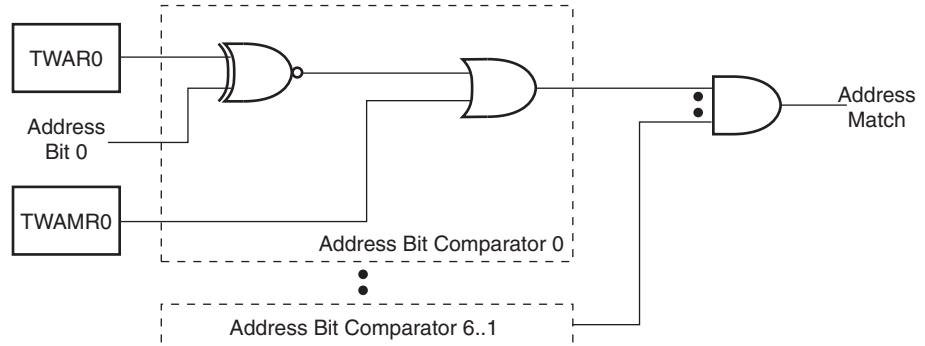 TWAR0
Address
Bit 0
TWAMR0
Address Bit Comparator 0
Address Bit Comparator 6..1
Address
Match